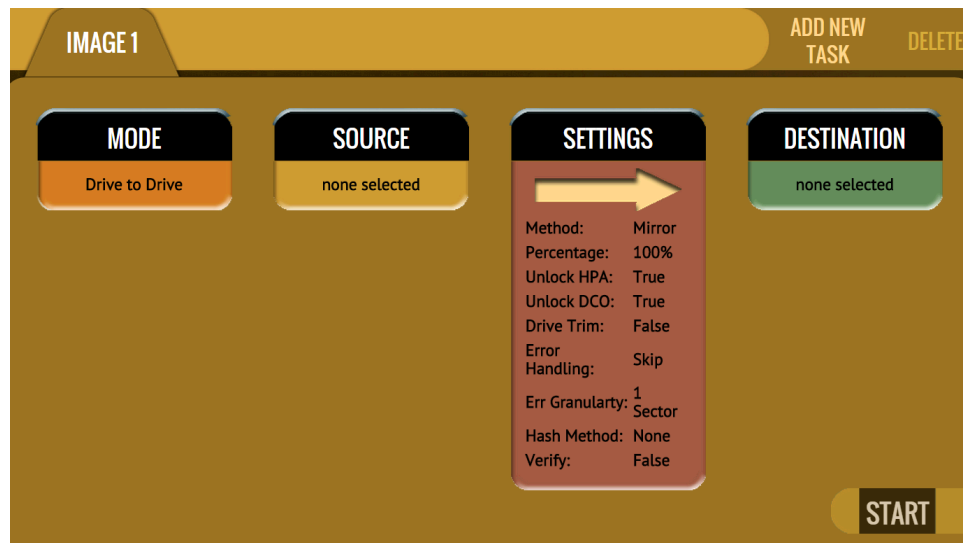 IMAGE 1
ADD NEW
TASK
DELETE
MODE
Drive to Drive
SOURCE
none selected
SETTINGS
Method: Mirror
Percentage: 100%
Unlock HPA: True
Unlock DCO: True
Drive Trim: False
Error
Handling: Skip
Err Granularty: 1
Sector
Hash Method: None
Verify: False
DESTINATION
none selected
START